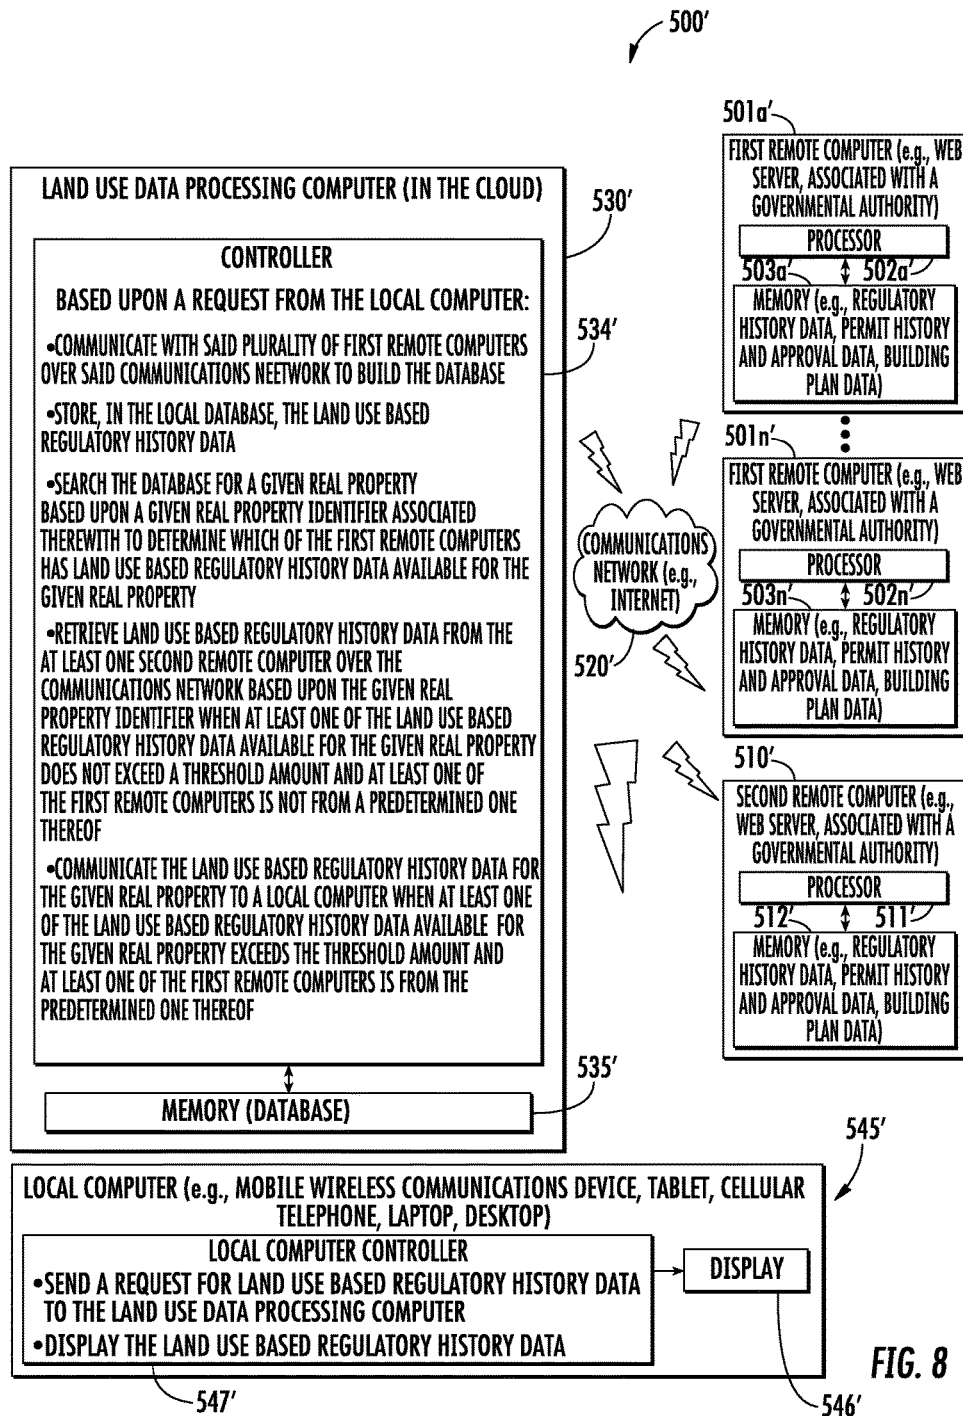 500'
LAND USE DATA PROCESSING COMPUTER (IN THE CLOUD)
530'
CONTROLLER
BASED UPON A REQUEST FROM THE LOCAL COMPUTER:
534'
•COMMUNICATE WITH SAID PLURALITY OF FIRST REMOTE COMPUTERS
OVER SAID COMMUNICATIONS NEETWORK TO BUILD THE DATABASE
•STORE, IN THE LOCAL DATABASE, THE LAND USE BASED
REGULATORY HISTORY DATA
•SEARCH THE DATABASE FOR A GIVEN REAL PROPERTY
BASED UPON A GIVEN REAL PROPERTY IDENTIFIER ASSOCIATED
THEREWITH TO DETERMINE WHICH OF THE FIRST REMOTE COMPUTERS
HAS LAND USE BASED REGULATORY HISTORY DATA AVAILABLE FOR THE
GIVEN REAL PROPERTY
•RETRIEVE LAND USE BASED REGULATORY HISTORY DATA FROM THE
AT LEAST ONE SECOND REMOTE COMPUTER OVER THE
COMMUNICATIONS NETWORK BASED UPON THE GIVEN REAL
PROPERTY IDENTIFIER WHEN AT LEAST ONE OF THE LAND USE BASED
REGULATORY HISTORY DATA AVAILABLE FOR THE GIVEN REAL PROPERTY
DOES NOT EXCEED A THRESHOLD AMOUNT AND AT LEAST ONE OF
THE FIRST REMOTE COMPUTERS IS NOT FROM A PREDETERMINED ONE
THEREOF
•COMMUNICATE THE LAND USE BASED REGULATORY HISTORY DATA FOR
THE GIVEN REAL PROPERTY TO A LOCAL COMPUTER WHEN AT LEAST ONE
OF THE LAND USE BASED REGULATORY HISTORY DATA AVAILABLE FOR
THE GIVEN REAL PROPERTY EXCEEDS THE THRESHOLD AMOUNT AND
AT LEAST ONE OF THE FIRST REMOTE COMPUTERS IS FROM THE
PREDETERMINED ONE THEREOF
535'
MEMORY (DATABASE)
COMMUNICATIONS
NETWORK (e.g.,
INTERNET)
520'
501a'
FIRST REMOTE COMPUTER (e.g., WEB
SERVER, ASSOCIATED WITH A
GOVERNMENTAL AUTHORITY)
PROCESSOR
503a' 502a'
MEMORY (e.g., REGULATORY
HISTORY DATA, PERMIT HISTORY
AND APPROVAL DATA, BUILDING
PLAN DATA)
501n'
FIRST REMOTE COMPUTER (e.g., WEB
SERVER, ASSOCIATED WITH A
GOVERNMENTAL AUTHORITY)
PROCESSOR
503n' 502n'
MEMORY (e.g., REGULATORY
HISTORY DATA, PERMIT HISTORY
AND APPROVAL DATA, BUILDING
PLAN DATA)
510'
SECOND REMOTE COMPUTER (e.g.,
WEB SERVER, ASSOCIATED WITH A
GOVERNMENTAL AUTHORITY)
PROCESSOR
512' 511'
MEMORY (e.g., REGULATORY
HISTORY DATA, PERMIT HISTORY
AND APPROVAL DATA, BUILDING
PLAN DATA)
545'
LOCAL COMPUTER (e.g., MOBILE WIRELESS COMMUNICATIONS DEVICE, TABLET, CELLULAR
TELEPHONE, LAPTOP, DESKTOP)
LOCAL COMPUTER CONTROLLER
•SEND A REQUEST FOR LAND USE BASED REGULATORY HISTORY DATA
TO THE LAND USE DATA PROCESSING COMPUTER
•DISPLAY THE LAND USE BASED REGULATORY HISTORY DATA
DISPLAY
547'
546'
FIG. 8